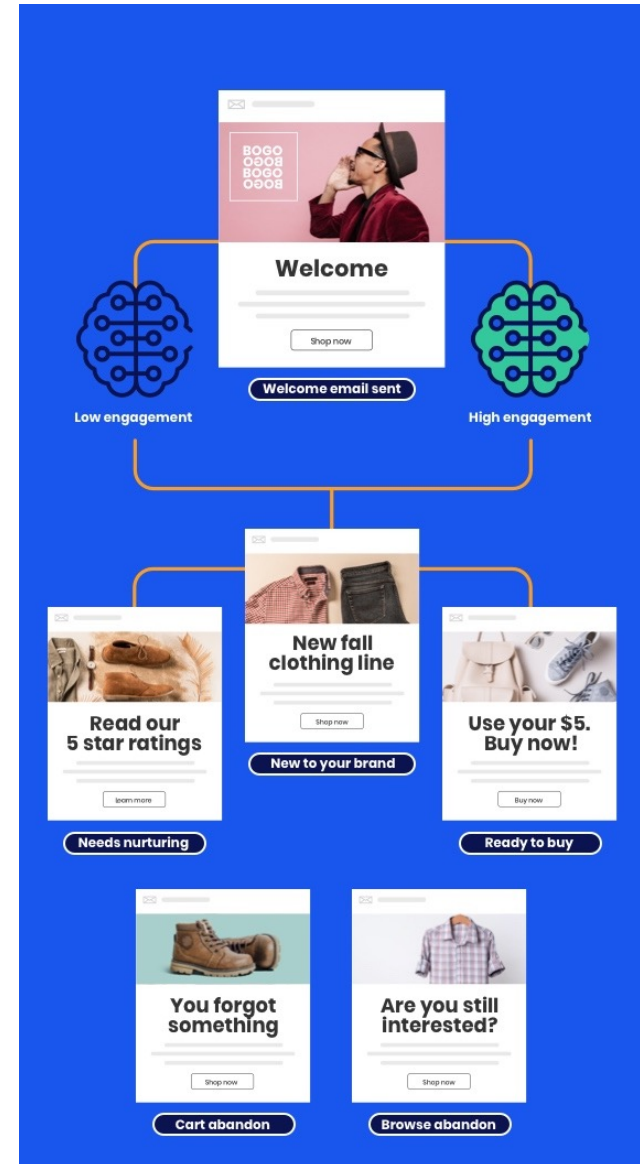 BOGO
BOGO
BOGO
BOGO
Welcome
Shop now
Welcome email sent
Low engagement
High engagement
New fall
clothing line
Shop now
New to your brand
Read our
5 star ratings
Learn more
Needs nurturing
Use your $5.
Buy now!
Buy now
Ready to buy
You forgot
something
Shop now
Cart abandon
Are you still
interested?
Shop now
Browse abandon